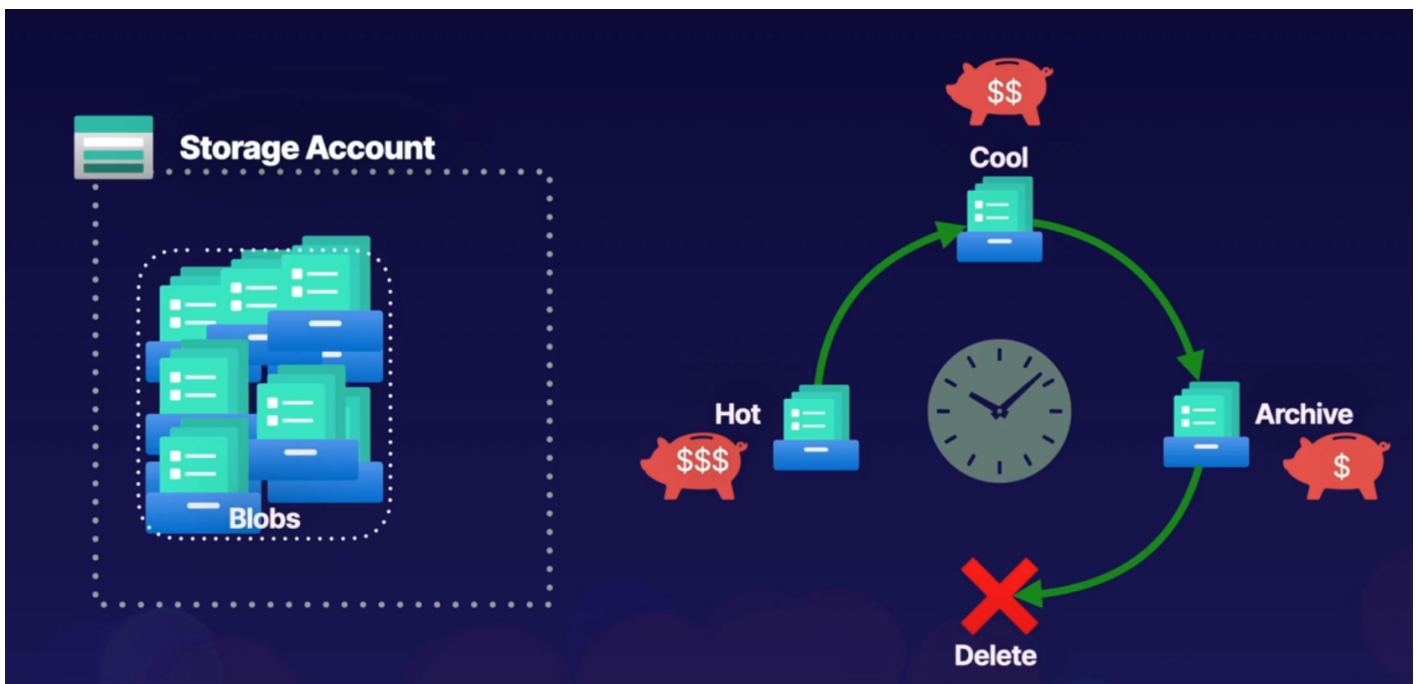 Storage Account
Blobs
$$
Cool
Hot
$$$
Archive
$
Delete